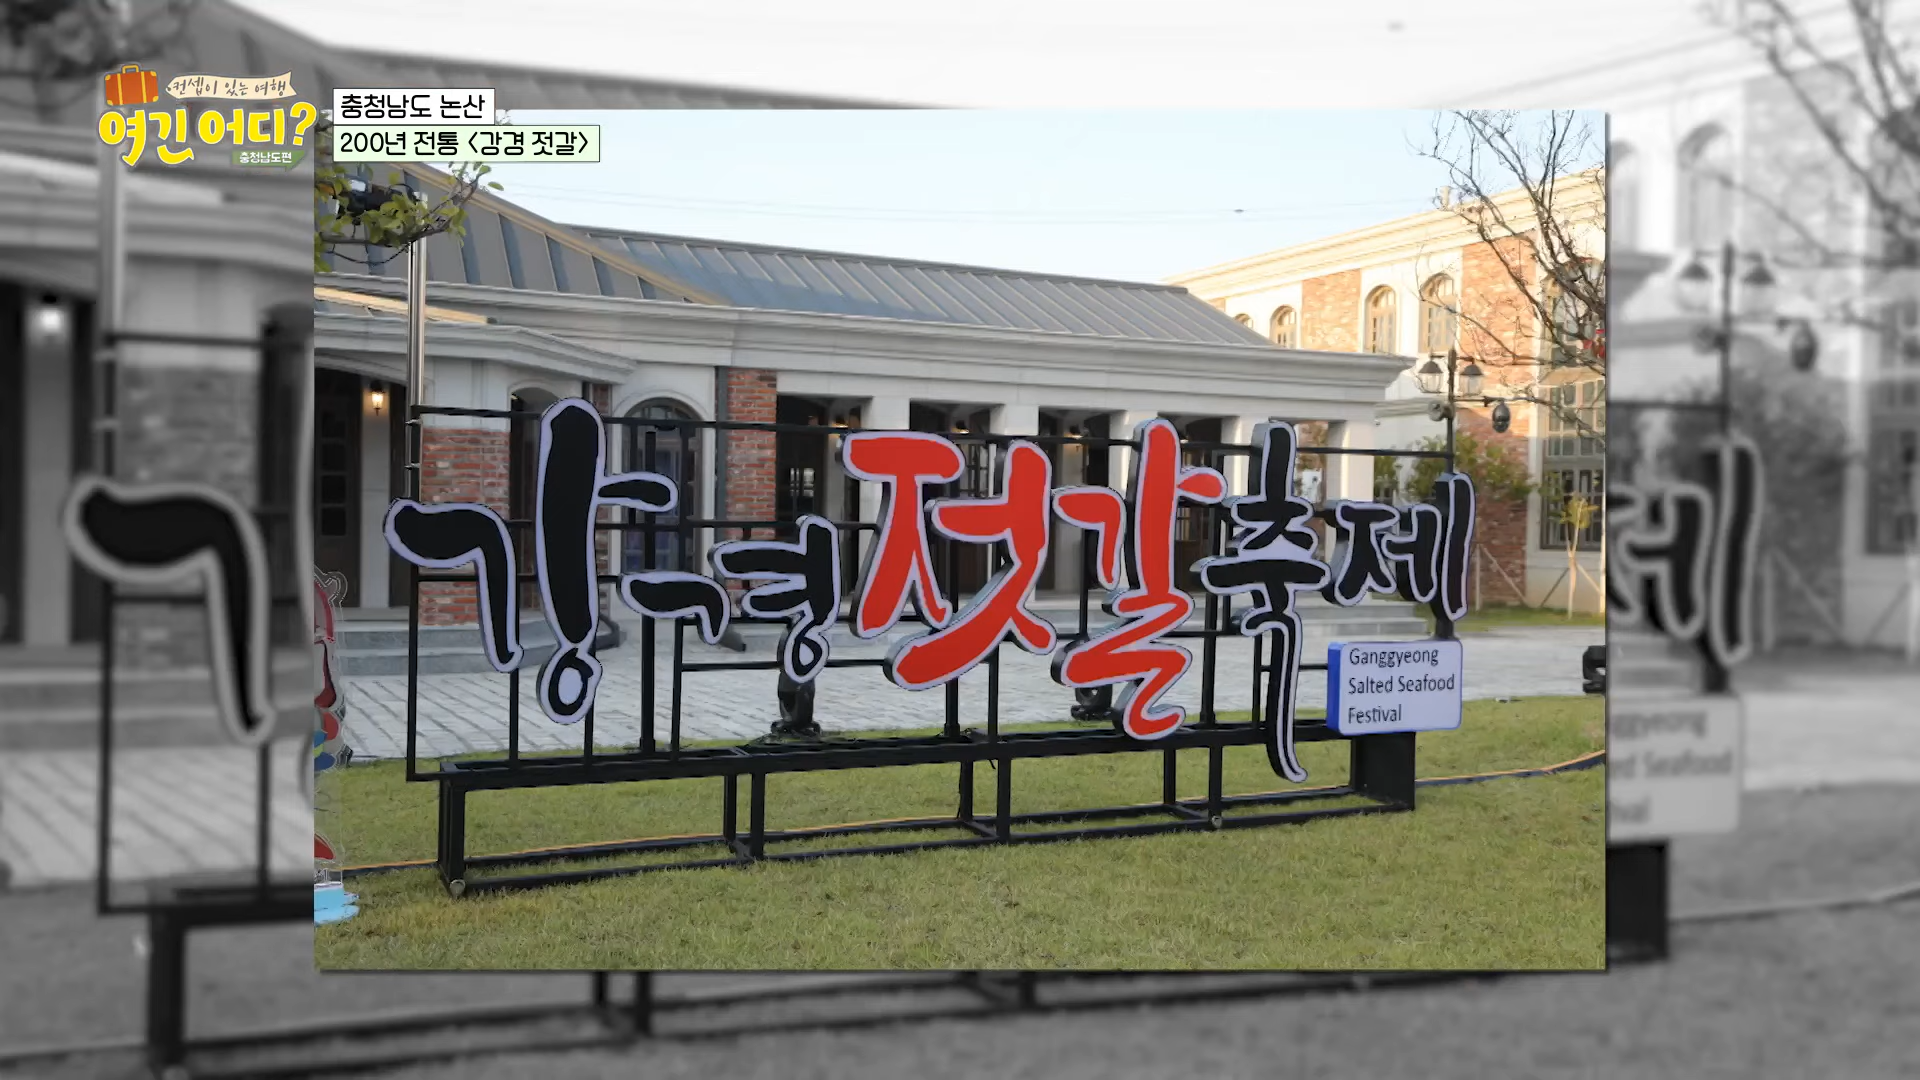 컨셉이 있는 여행
여긴 어디?
충청남도편
충청남도 논산
200년 전통 <강경 젓갈>
강경젓갈축제
Ganggyeong
Salted Seafood
Festival